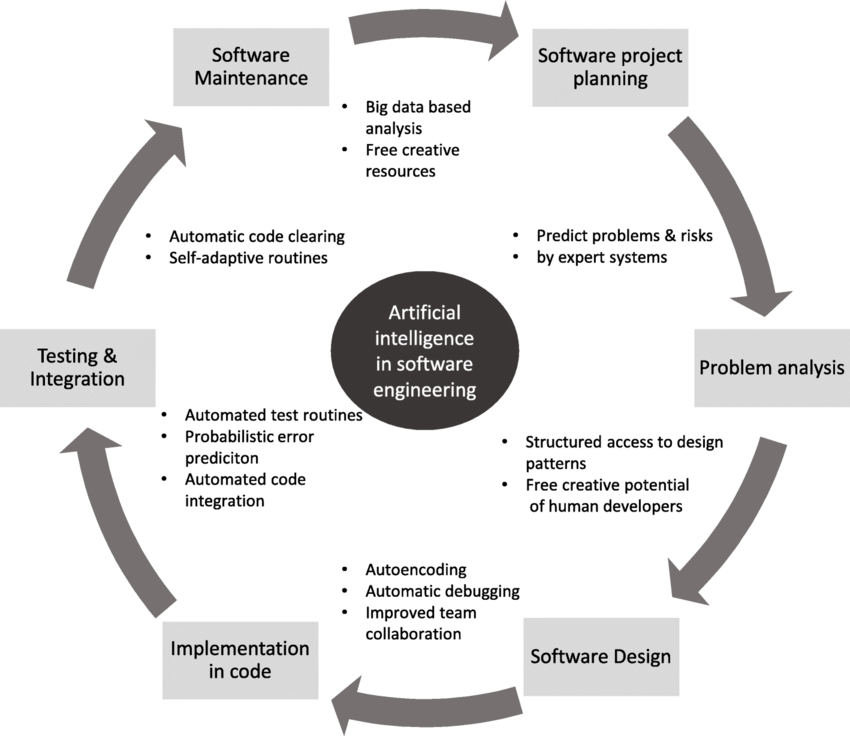 Software
Maintenance
Software project
planning
• Big data based
analysis
• Free creative
resources
• Automatic code clearing
• Self-adaptive routines
• Predict problems & risks
• by expert systems
Artificial
intelligence
in software
engineering
Testing &
Integration
Problem analysis
• Automated test routines
• Probabilistic error
prediciton
• Automated code
integration
• Structured access to design
patterns
• Free creative potential
of human developers
• Autoencoding
• Automatic debugging
• Improved team
collaboration
Implementation
in code
Software Design